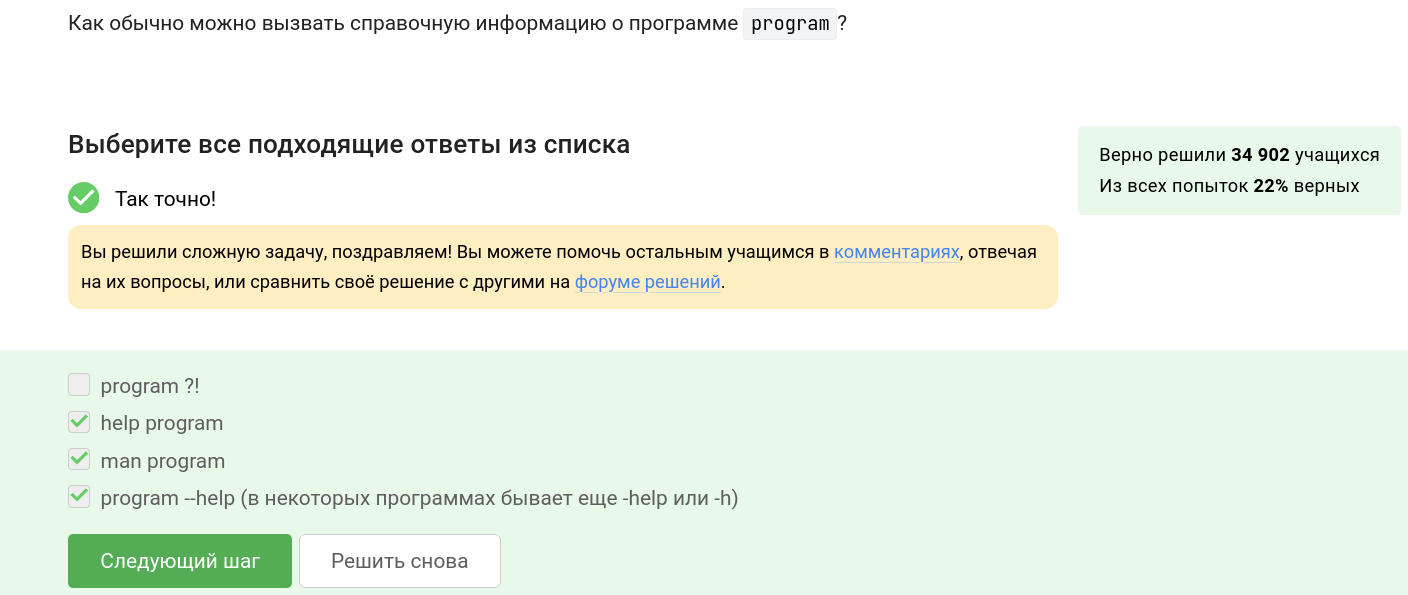 Как обычно можно вызвать справочную информацию о программе program?
Выберите все подходящие ответы из списка
Верно решили 34 902 учащихся
Из всех попыток 22% верных
Так точно!
Вы решили сложную задачу, поздравляем! Вы можете помочь остальным учащимся в комментариях, отвечая
на их вопросы, или сравнить своё решение с другими на форуме решений.
program ?!
help program
man program
program --help (в некоторых программах бывает еще -help или -h)
Следующий шаг
Решить снова